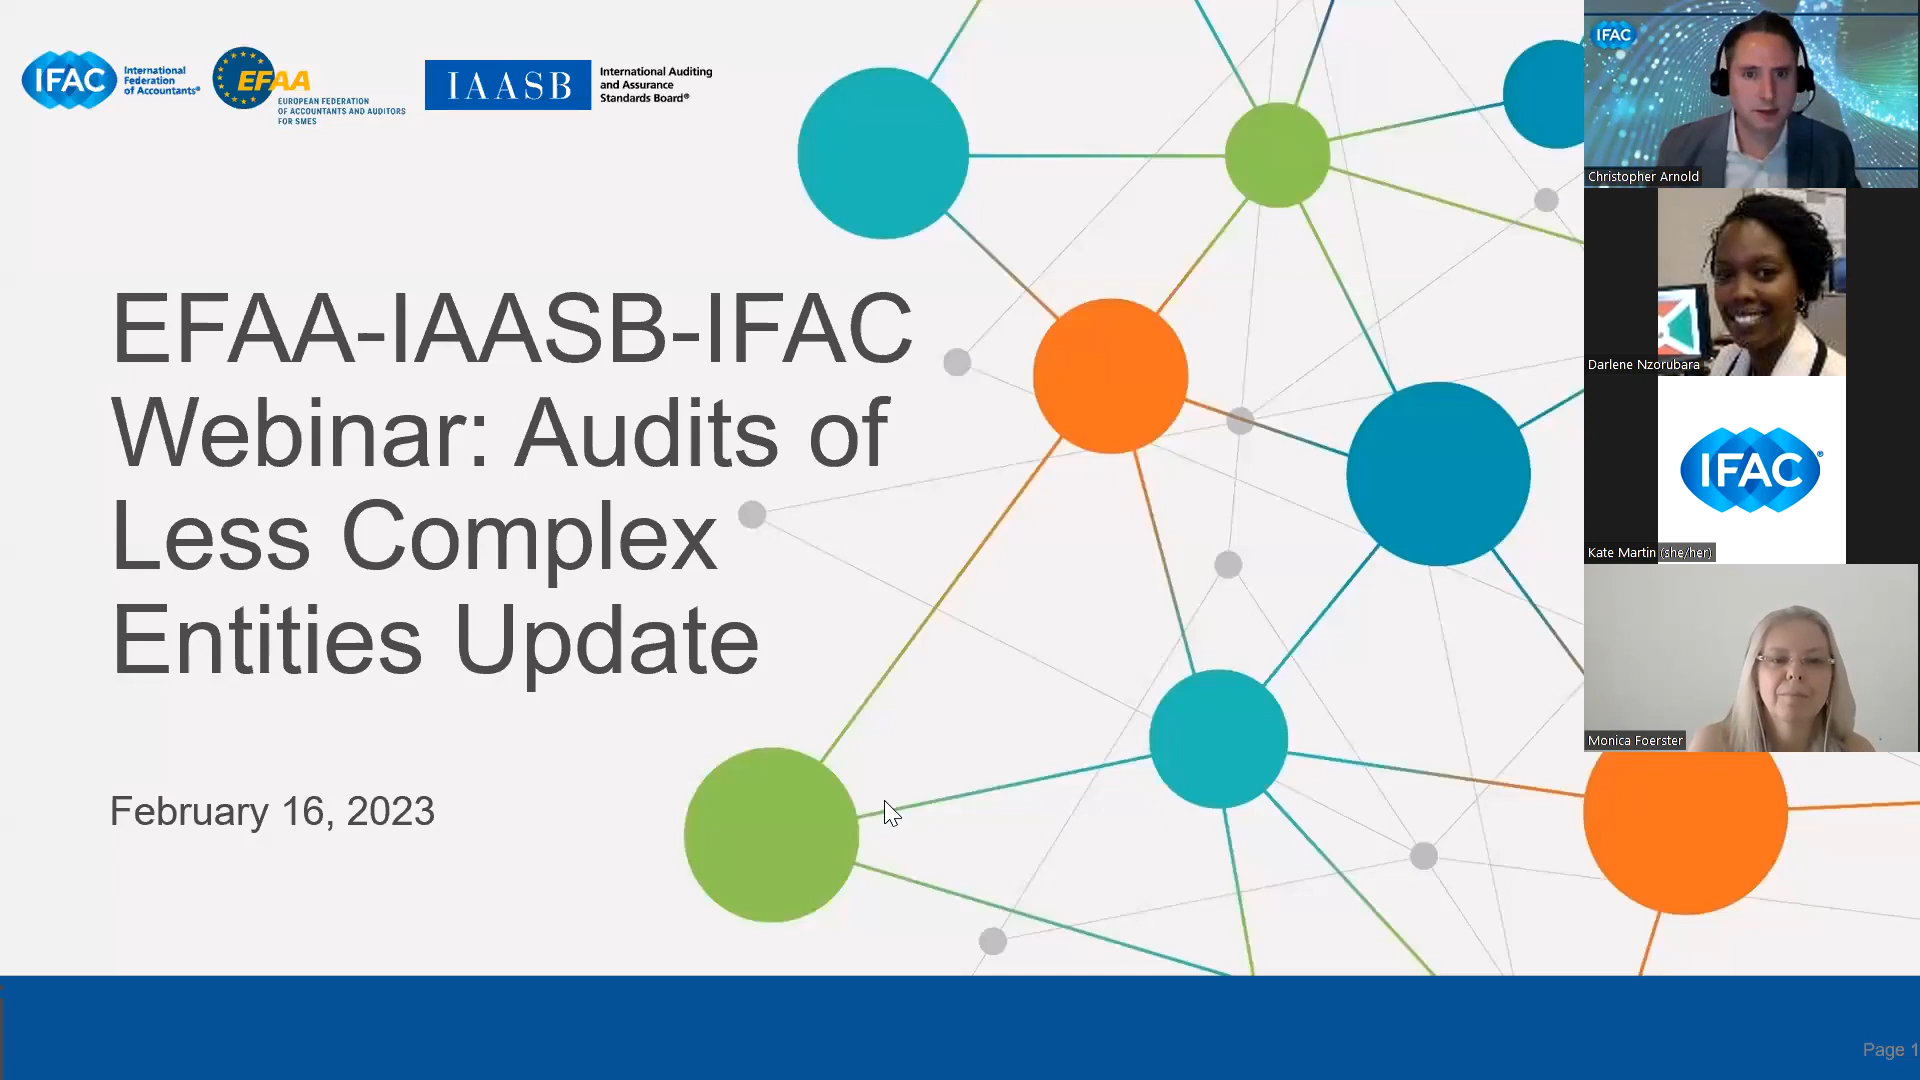 IFAC International
Federation
of Accountants®
EFAA
EUROPEAN FEDERATION
OF ACCOUNTANTS AND AUDITORS
FOR SMES
IAASB
International Auditing
and Assurance
Standards Board®
EFAA-IAASB-IFAC
Webinar: Audits of
Less Complex
Entities Update
February 16, 2023
IFAC
Christopher Arnold
Darlene Nzorubara
IFAC®
Kate Martin (she/her)
Monica Foerster
Page 1